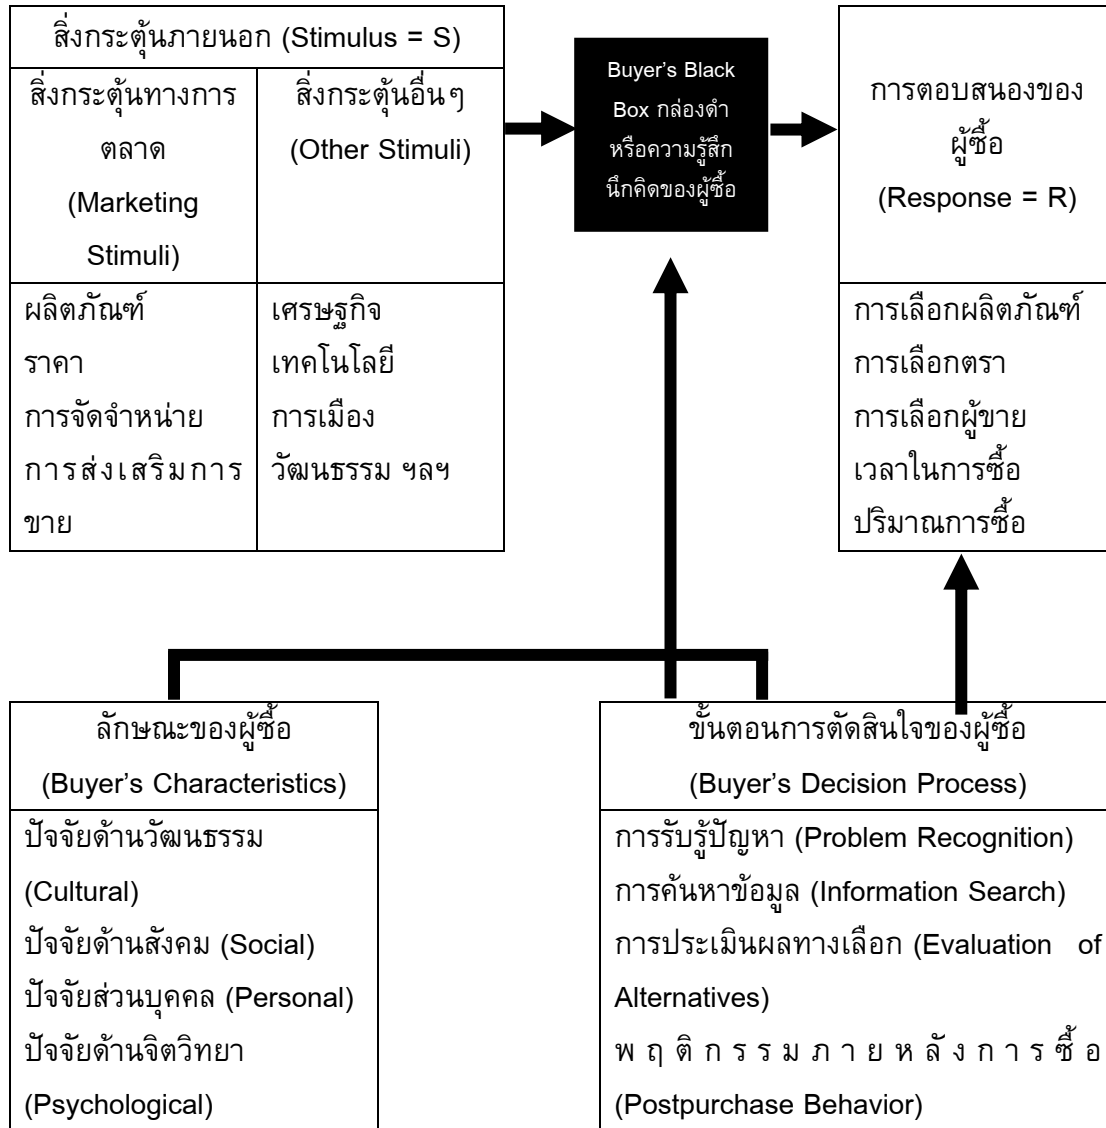 สิ่งกระตุ้นภายนอก (Stimulus = S)
สิ่งกระตุ้นทางการ
ตลาด
(Marketing
Stimuli)
สิ่งกระตุ้นอื่นๆ
(Other Stimuli)
ผลิตภัณฑ์
ราคา
การจัดจำหน่าย
การส่งเสริมการ
ขาย
เศรษฐกิจ
เทคโนโลยี
การเมือง
วัฒนธรรม ฯลฯ
Buyer’s Black
Box กล่องดำ
หรือความรู้สึก
นึกคิดของผู้ซื้อ
การตอบสนองของ
ผู้ซื้อ
(Response = R)
การเลือกผลิตภัณฑ์
การเลือกตรา
การเลือกผู้ขาย
เวลาในการซื้อ
ปริมาณการซื้อ
ลักษณะของผู้ซื้อ
(Buyer’s Characteristics)
ปัจจัยด้านวัฒนธรรม
(Cultural)
ปัจจัยด้านสังคม (Social)
ปัจจัยส่วนบุคคล (Personal)
ปัจจัยด้านจิตวิทยา
(Psychological)
ขั้นตอนการตัดสินใจของผู้ซื้อ
(Buyer’s Decision Process)
การรับรู้ปัญหา (Problem Recognition)
การค้นหาข้อมูล (Information Search)
การประเมินผลทางเลือก (Evaluation of
Alternatives)
พฤติกรรมภายหลังการซื้อ
(Postpurchase Behavior)